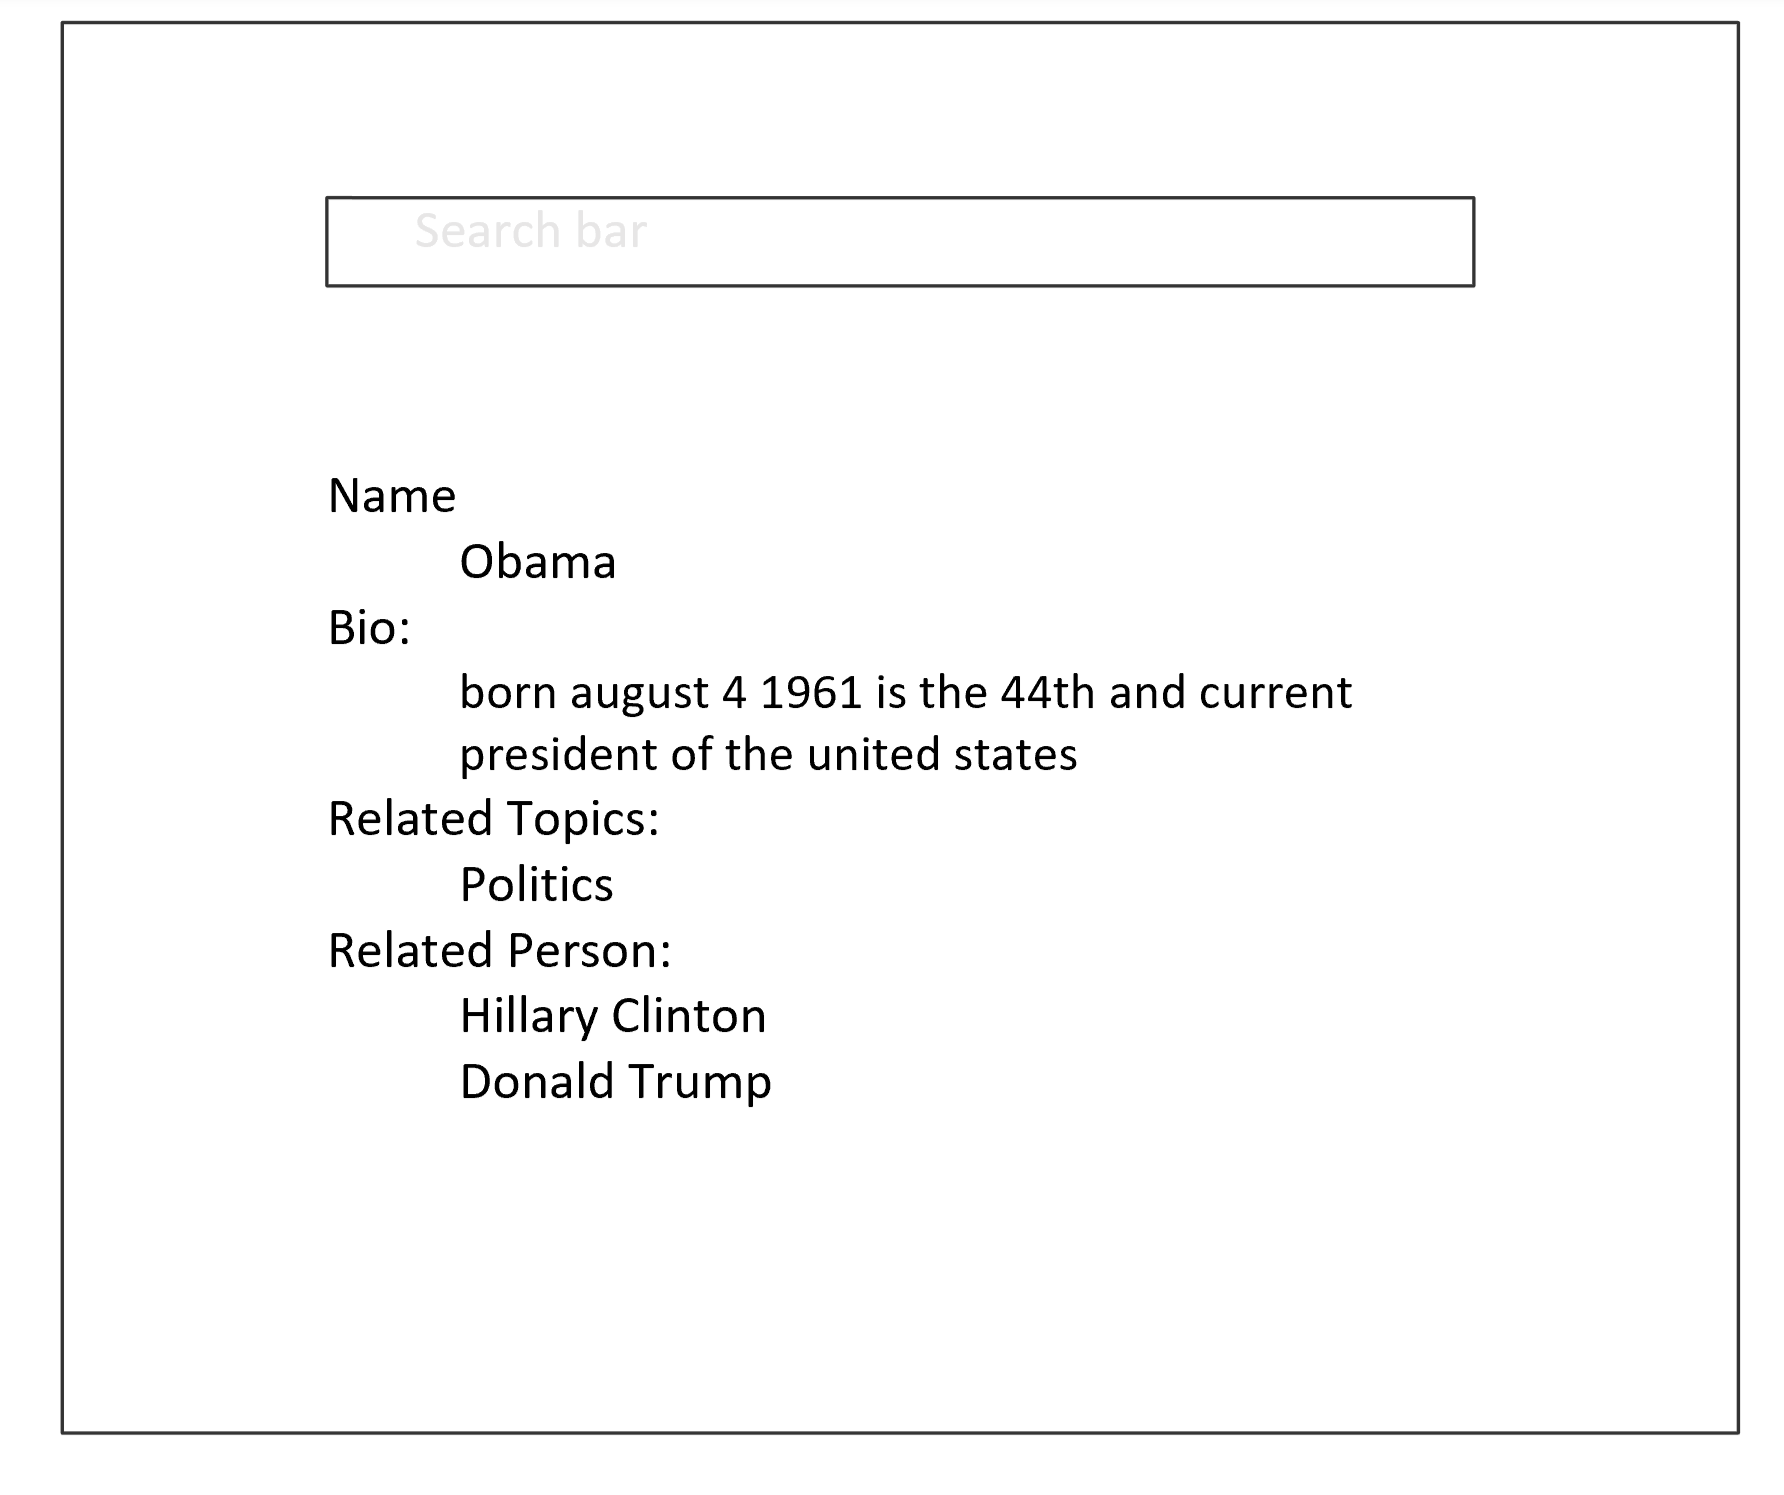 Search bar
Name
Obama
Bio:
born august 4 1961 is the 44th and current
president of the united states
Related Topics:
Politics
Related Person:
Hillary Clinton
Donald Trump